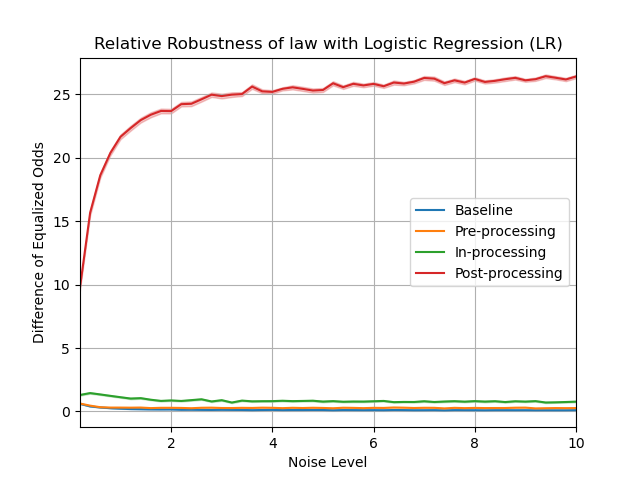 Relative Robustness of law with Logistic Regression (LR)
Difference of Equalized Odds
25
20
15
10
5
0
Baseline
Pre-processing
In-processing
Post-processing
2
4
6
8
10
Noise Level